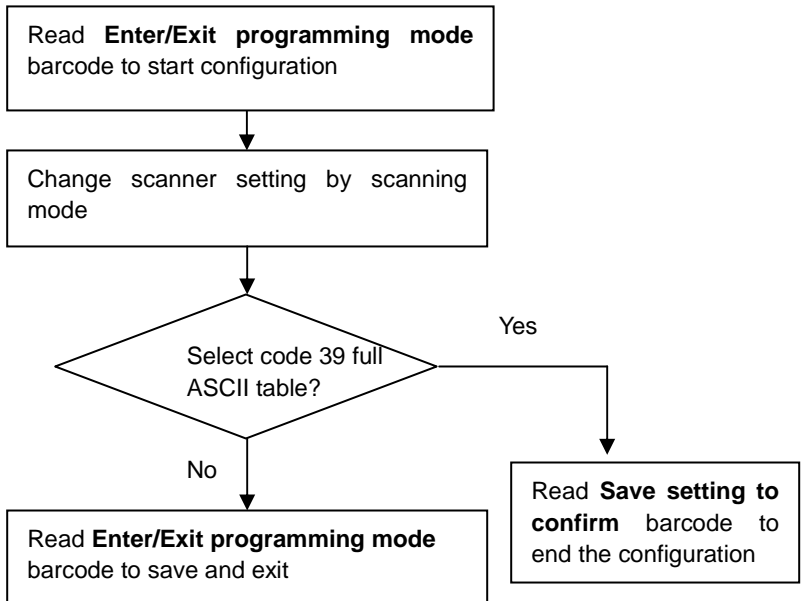 Read Enter/Exit programming mode
barcode to start configuration
Change scanner setting by scanning
mode
Select code 39 full
ASCII table?
Yes
No
Read Save setting to
confirm barcode to
end the configuration
Read Enter/Exit programming mode
barcode to save and exit